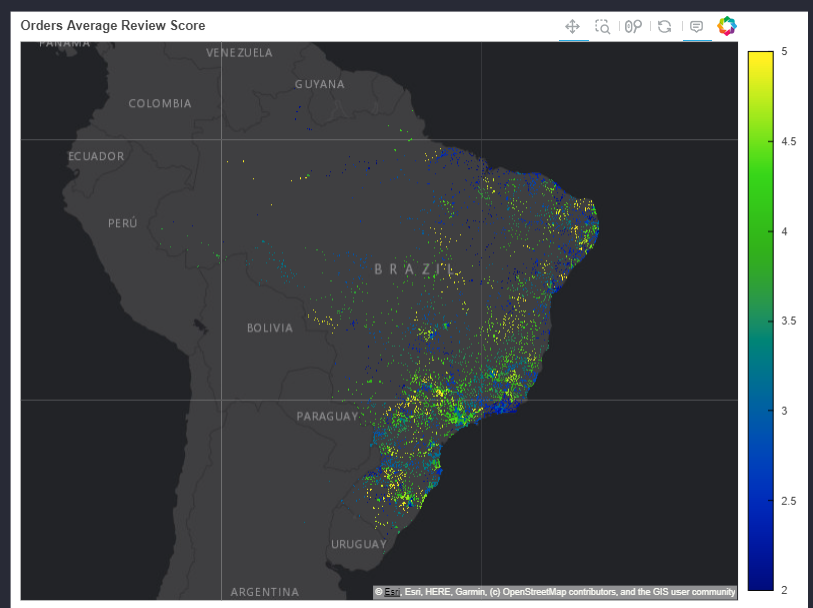 Orders Average Review Score
PANAMA
VENEZUELA
GUYANA
COLOMBIA
ECUADOR
PERÚ
BRAZIL
BOLIVIA
PARAGUAY
URUGUAY
ARGENTINA
5
4.5
4
3.5
3
2.5
2
© Esri, Esri, HERE, Garmin, (c) OpenStreetMap contributors, and the GIS user community